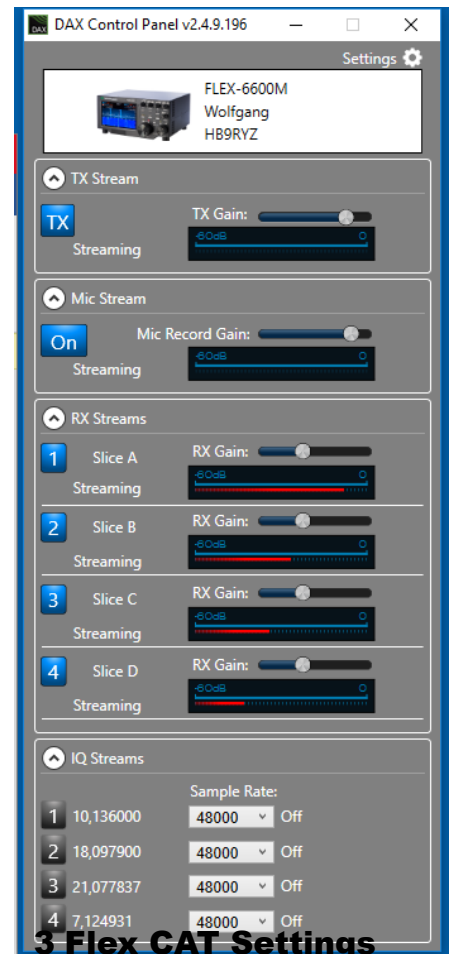 DAX DAX Control Panel v2.4.9.196
Settings
FLEX-6600M
Wolfgang
HB9RYZ
TX Stream
TX TX Gain:
-60dB 0
Streaming
Mic Stream
On Mic Record Gain:
-60dB 0
Streaming
RX Streams
1 Slice A RX Gain:
-60dB 0
Streaming
2 Slice B RX Gain:
-60dB 0
Streaming
3 Slice C RX Gain:
-60dB 0
Streaming
4 Slice D RX Gain:
-60dB 0
Streaming
IQ Streams
Sample Rate:
1 10,136000 48000 Off
2 18,097900 48000 Off
3 21,077837 48000 Off
4 7,124931 48000 Off
3 Flex CAT Settings